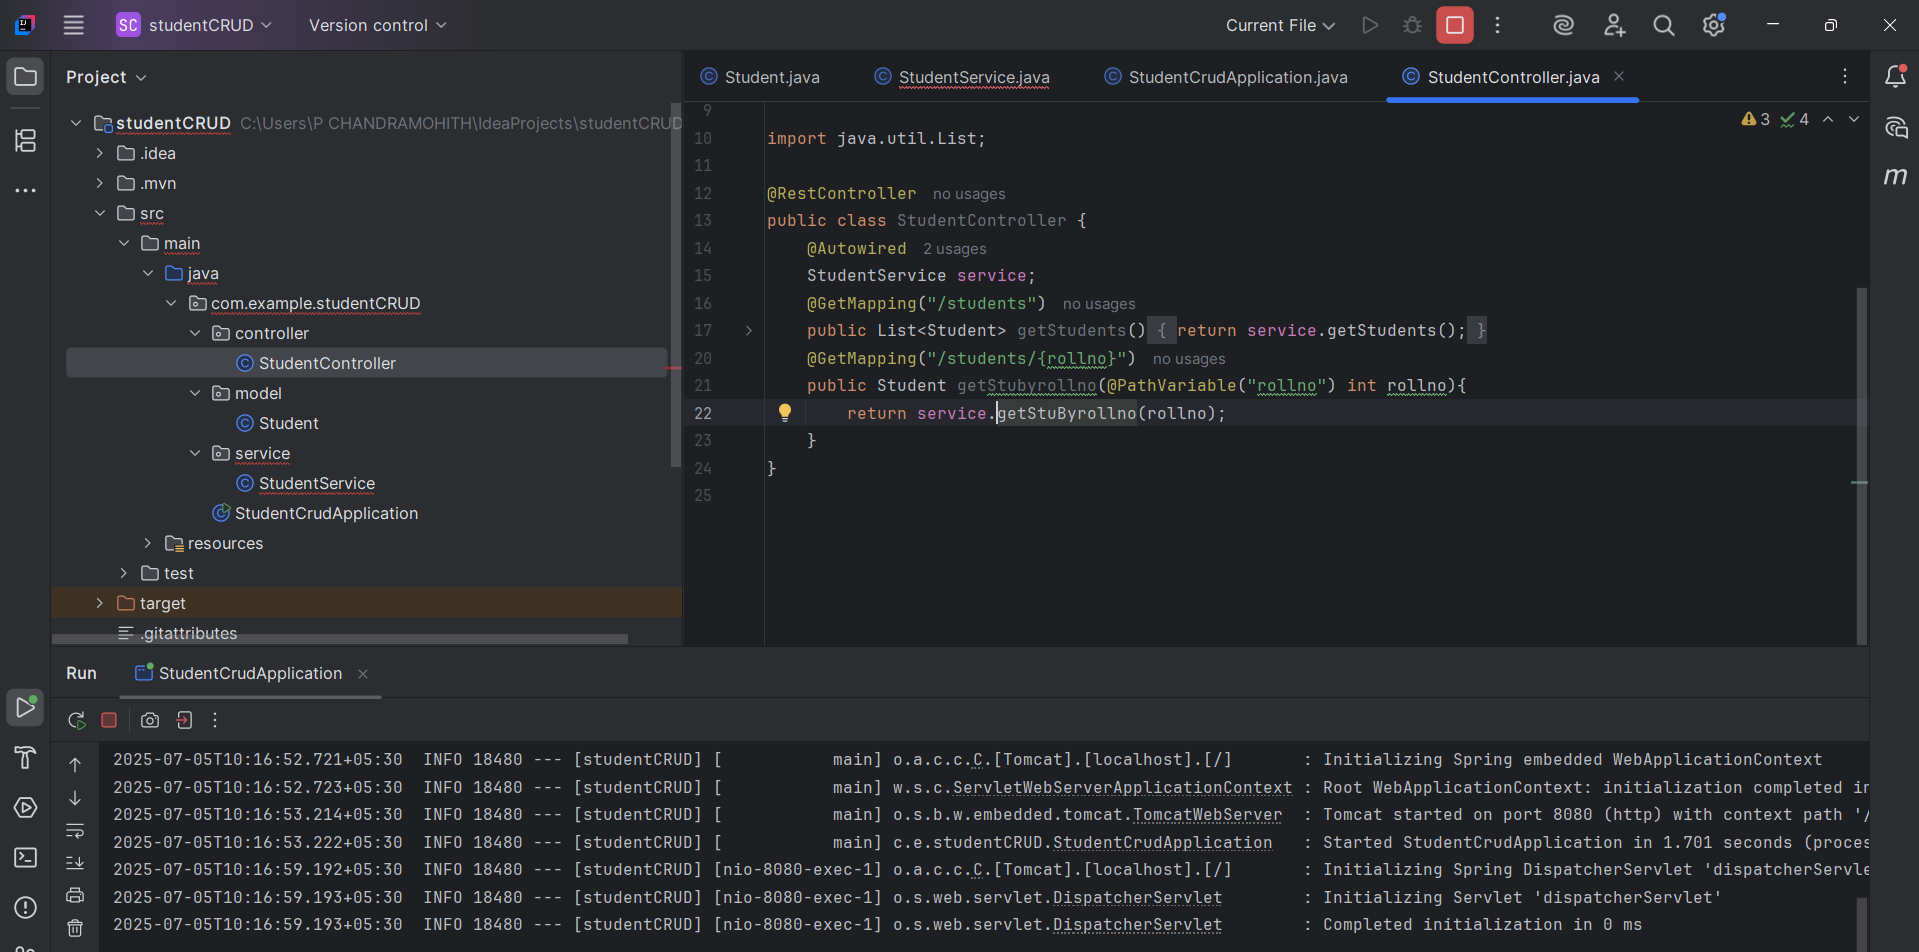 SC studentCRUD Version control Current File
Project
studentCRUD C:\Users\P CHANDRAMOHITH\IdeaProjects\studentCRUD
.idea
.mvn
src
main
java
com.example.studentCRUD
controller
StudentController
model
Student
service
StudentService
StudentCrudApplication
resources
test
target
.gitattributes
Student.java StudentService.java StudentCrudApplication.java StudentController.java
3 4
9
10 import java.util.List;
11
12 @RestController no usages
13 public class StudentController {
14 @Autowired 2 usages
15 StudentService service;
16 @GetMapping("/students") no usages
17 public List<Student> getStudents() { return service.getStudents(); }
20 @GetMapping("/students/{rollno}") no usages
21 public Student getStubyrollno(@PathVariable("rollno") int rollno){
22 return service.getStuByrollno(rollno);
23 }
24 }
25
m
Run StudentCrudApplication
2025-07-05T10:16:52.721+05:30 INFO 18480 --- [studentCRUD] [ main] o.a.c.c.C.[Tomcat].[localhost].[/] : Initializing Spring embedded WebApplicationContext
2025-07-05T10:16:52.723+05:30 INFO 18480 --- [studentCRUD] [ main] w.s.c.ServletWebServerApplicationContext : Root WebApplicationContext: initialization completed in
2025-07-05T10:16:53.214+05:30 INFO 18480 --- [studentCRUD] [ main] o.s.b.w.embedded.tomcat.TomcatWebServer : Tomcat started on port 8080 (http) with context path '/
2025-07-05T10:16:53.222+05:30 INFO 18480 --- [studentCRUD] [ main] c.e.studentCRUD.StudentCrudApplication : Started StudentCrudApplication in 1.701 seconds (proces
2025-07-05T10:16:59.192+05:30 INFO 18480 --- [studentCRUD] [nio-8080-exec-1] o.a.c.c.C.[Tomcat].[localhost].[/] : Initializing Spring DispatcherServlet 'dispatcherServle
2025-07-05T10:16:59.193+05:30 INFO 18480 --- [studentCRUD] [nio-8080-exec-1] o.s.web.servlet.DispatcherServlet : Initializing Servlet 'dispatcherServlet'
2025-07-05T10:16:59.193+05:30 INFO 18480 --- [studentCRUD] [nio-8080-exec-1] o.s.web.servlet.DispatcherServlet : Completed initialization in 0 ms